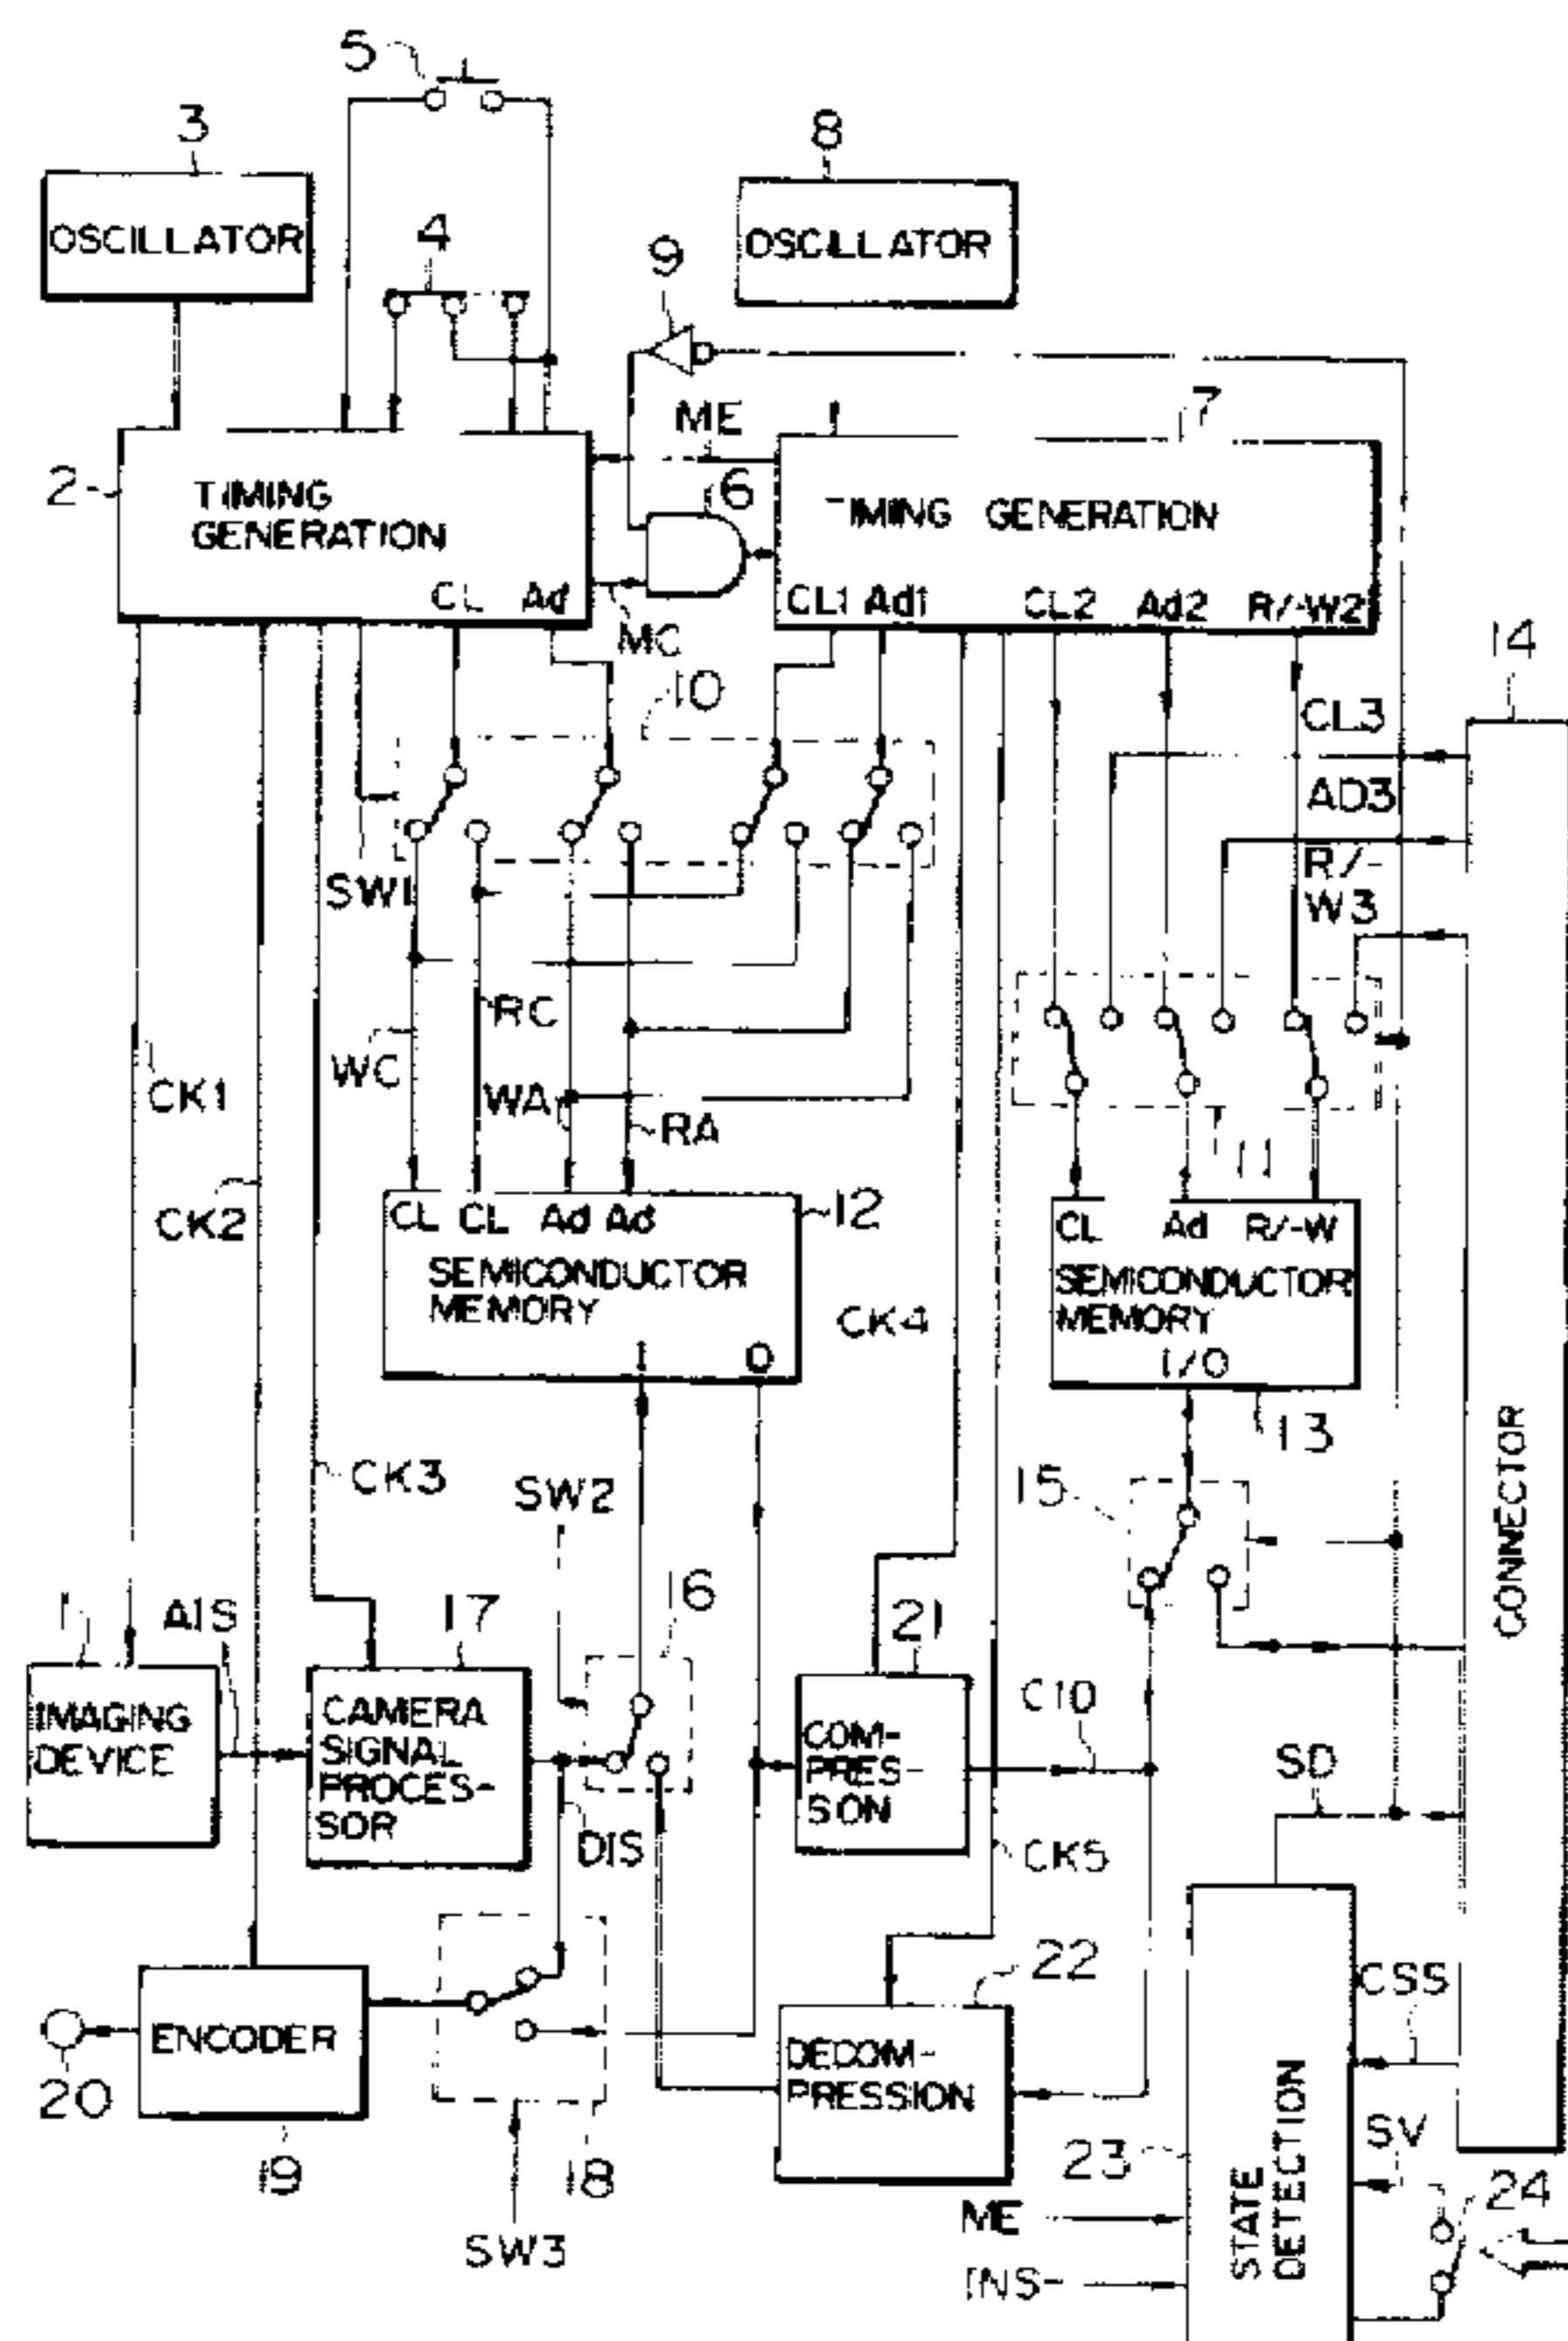 5
3
8
OSCILLATOR
4
OSCILLATOR
9
ME
7
2
TIMING
GENERATION
6
TIMING GENERATION
CL Ad
CL1 Ad1 CL2 Ad2 R/-W2
MC
14
10
CL3
AD3
SW1
R/-
W3
RC
WC
CK1
WA
RA
11
CK2
CL CL Ad Ad
12
CL Ad R/-W
SEMICONDUCTOR
MEMORY
SEMICONDUCTOR
MEMORY
CK4
I O
I/O
13
CK3
SW2
15
CONNECTOR
1
AIS
17
16
21
IMAGING
DEVICE
CAMERA
SIGNAL
PROCES-
SOR
COM-
PRES-
SON
C10
SD
DIS
CK5
22
CSS
ENCODER
DECOM-
PRESSION
20
SV
19
18
23
24
ME
SW3
INS-
STATE
DETECTION